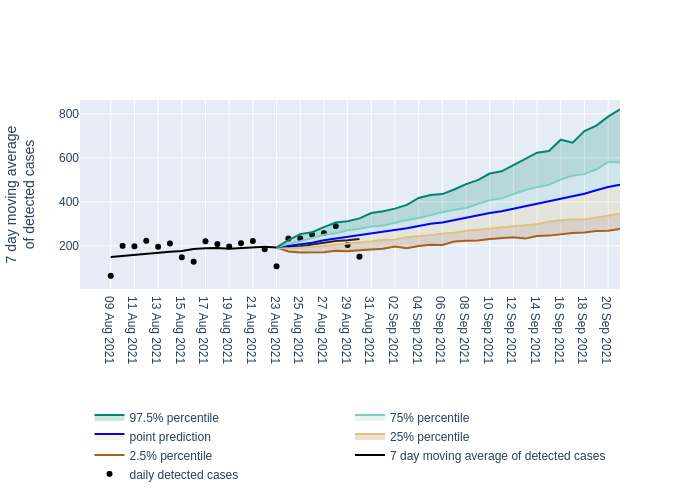 7 day moving average
of detected cases
800
600
400
200
09 Aug 2021
11 Aug 2021
13 Aug 2021
15 Aug 2021
17 Aug 2021
19 Aug 2021
21 Aug 2021
23 Aug 2021
25 Aug 2021
27 Aug 2021
29 Aug 2021
31 Aug 2021
02 Sep 2021
04 Sep 2021
06 Sep 2021
08 Sep 2021
10 Sep 2021
12 Sep 2021
14 Sep 2021
16 Sep 2021
18 Sep 2021
20 Sep 2021
97.5% percentile
75% percentile
point prediction
25% percentile
2.5% percentile
7 day moving average of detected cases
daily detected cases